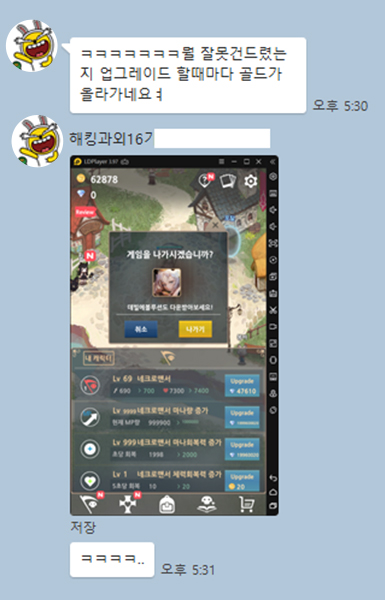 ㅋㅋㅋㅋㅋㅋㅋ뭘 잘못건드렸는
지 업그레이드 할때마다 골드가
올라가네요ㅕ
오후 5:30
해킹과외16기
LDPlayer
62878
0
Review
N
N
게임을 나가시겠습니까?
데빌에볼루션도 다운받아보세요!
취소 나가기
내 캐릭터
Lv 69 네크로맨서 Upgrade
690 > 700 7300 > 7400 47610
Lv 9999 네크로맨서 마나량 증가 Upgrade
현재 MP량 999900
Lv 999 네크로맨서 마나회복력 증가 Upgrade
초당 회복 1998 > 2000
Lv 1 네크로맨서 체력회복력 증가 Upgrade
5초당 회복 10 > 20 20
N
저장
ㅋㅋㅋㅋ..
오후 5:31